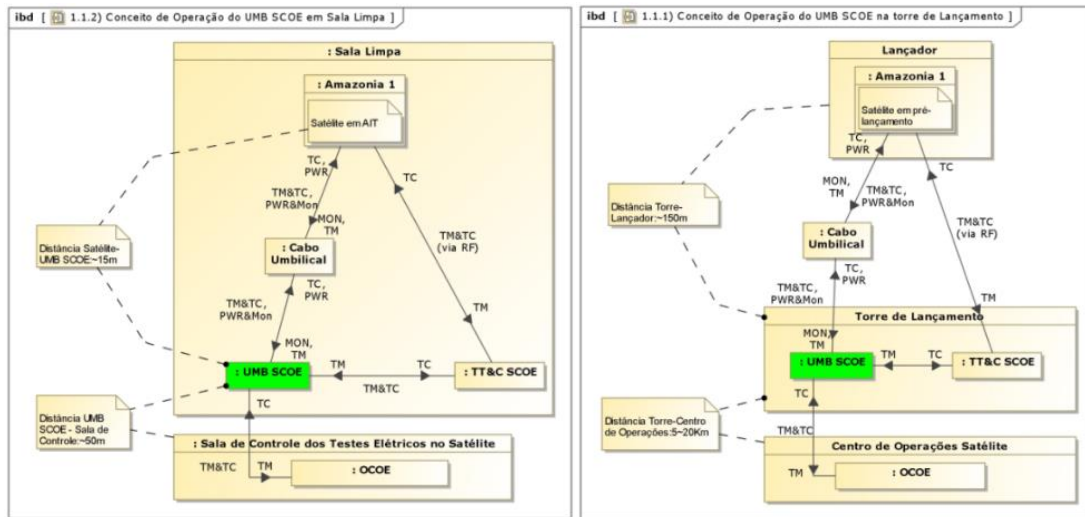 ibd [ 1.1.2) Conceito de Operação do UMB SCOE em Sala Limpa ]
: Sala Limpa
: Amazonia 1
Satélite em AIT
TC,
PWR
TC
TM&TC,
PWR&Mon
MON,
TM
Distância Satélite-
UMB SCOE:~15m
: Cabo
Umbilical
TM&TC
(via RF)
TC,
PWR
TM&TC,
PWR&Mon
MON,
TM
TM
: UMB SCOE
TM
TC
TM&TC
: TT&C SCOE
TC
Distância UMB
SCOE - Sala de
Controle:~50m
: Sala de Controle dos Testes Elétricos no Satélite
TM&TC
TM
: OCOE
ibd [ 1.1.1) Conceito de Operação do UMB SCOE na torre de Lançamento ]
Lançador
: Amazonia 1
Satélite em pré-
lançamento
TC,
PWR
TC
MON,
TM
TM&TC,
PWR&Mon
Distância Torre-
Lançador:~150m
: Cabo
Umbilical
TM&TC
(via RF)
TC,
PWR
TM&TC,
PWR&Mon
TM
Torre de Lançamento
MON,
TM
: UMB SCOE
TM
TC
: TT&C SCOE
TC
Distância Torre-Centro
de Operações:5~20Km
TM&TC
Centro de Operações Satélite
TM
: OCOE